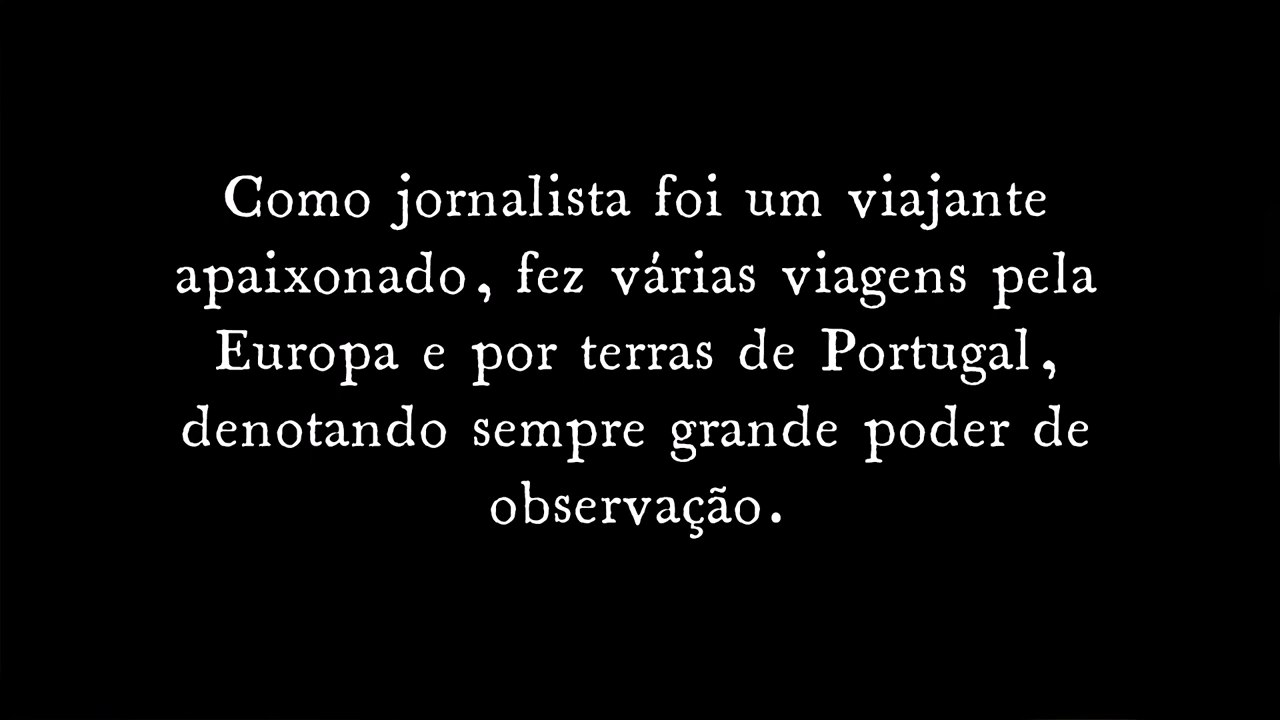 Como jornalista foi um viajante
apaixonado, fez várias viagens pela
Europa e por terras de Portugal,
denotando sempre grande poder de
observação.